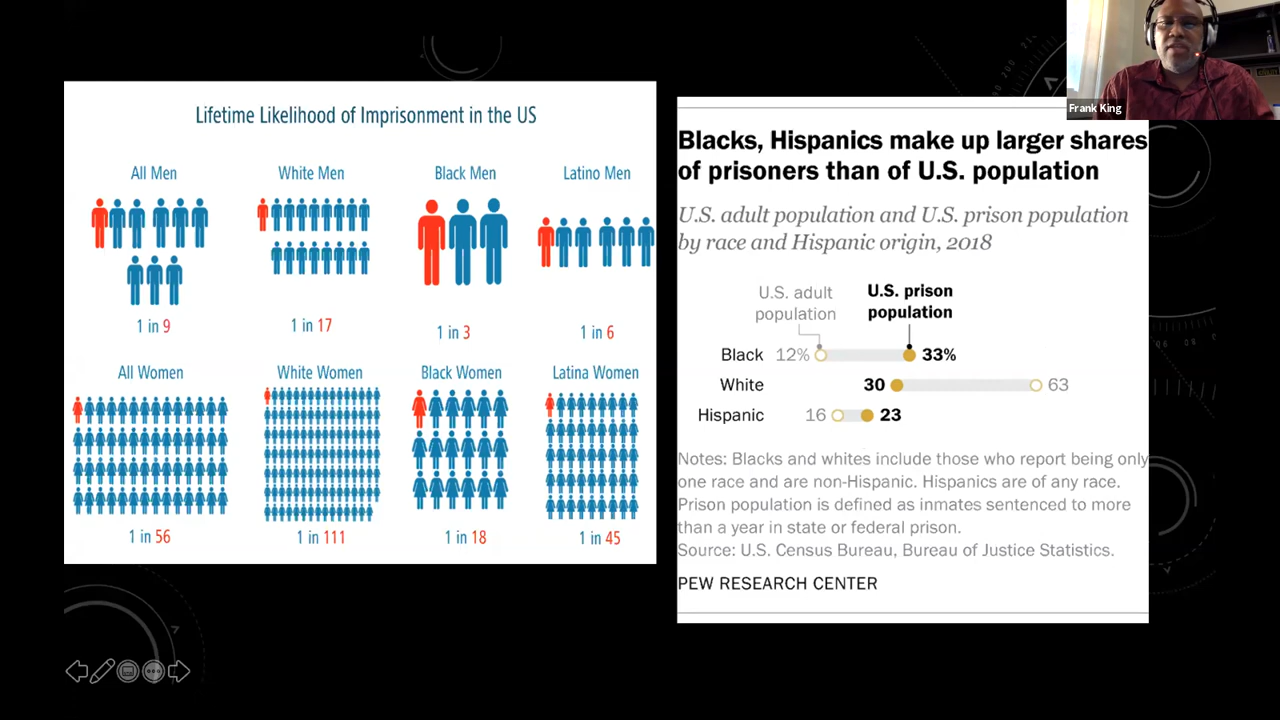 Lifetime Likelihood of Imprisonment in the US
All Men
White Men
Black Men
Latino Men
1 in 9
1 in 17
1 in 3
1 in 6
All Women
White Women
Black Women
Latina Women
1 in 56
1 in 111
1 in 18
1 in 45
Blacks, Hispanics make up larger shares
of prisoners than of U.S. population
U.S. adult population and U.S. prison population
by race and Hispanic origin, 2018
U.S. adult
population
U.S. prison
population
Black 12% 33%
White 30 63
Hispanic 16 23
Notes: Blacks and whites include those who report being only
one race and are non-Hispanic. Hispanics are of any race.
Prison population is defined as inmates sentenced to more
than a year in state or federal prison.
Source: U.S. Census Bureau, Bureau of Justice Statistics.
PEW RESEARCH CENTER
Frank King